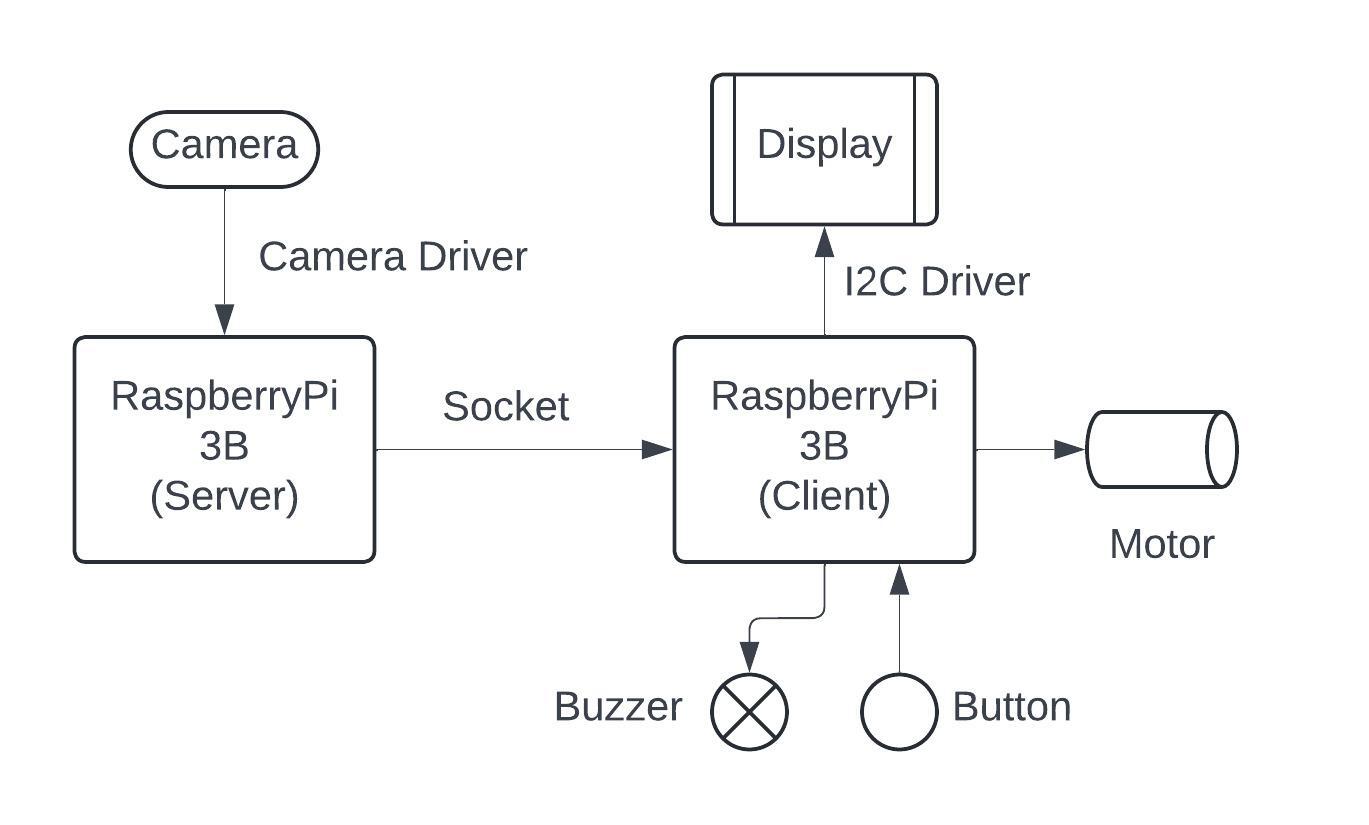 Camera
Display
Camera Driver
I2C Driver
RaspberryPi
3B
(Server)
Socket
RaspberryPi
3B
(Client)
Motor
Buzzer
Button